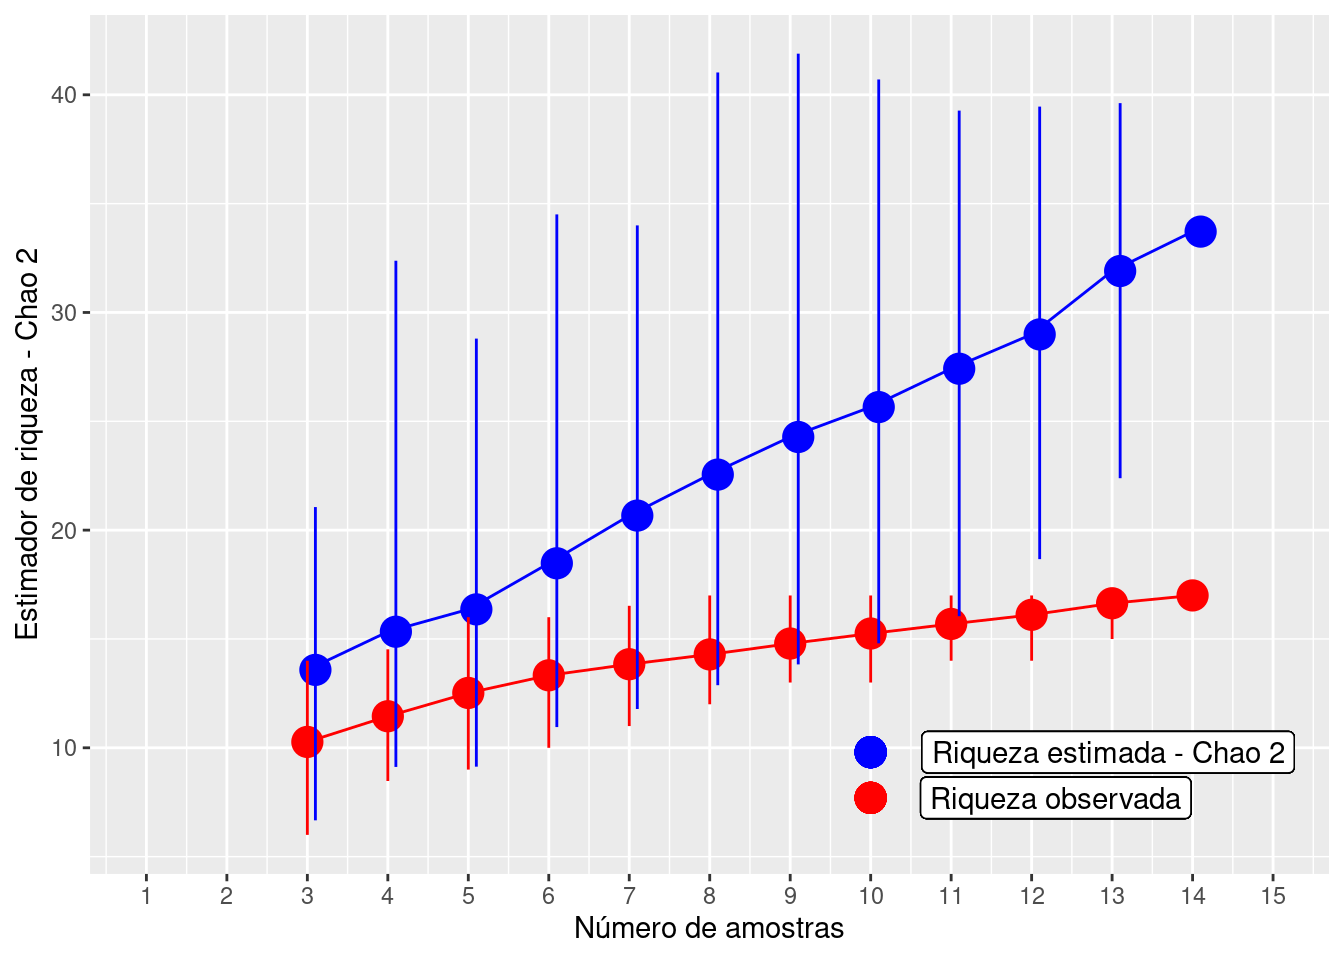 Estimador de riqueza - Chao 2
40
30
20
10
Riqueza estimada - Chao 2
Riqueza observada
1 2 3 4 5 6 7 8 9 10 11 12 13 14 15
Número de amostras